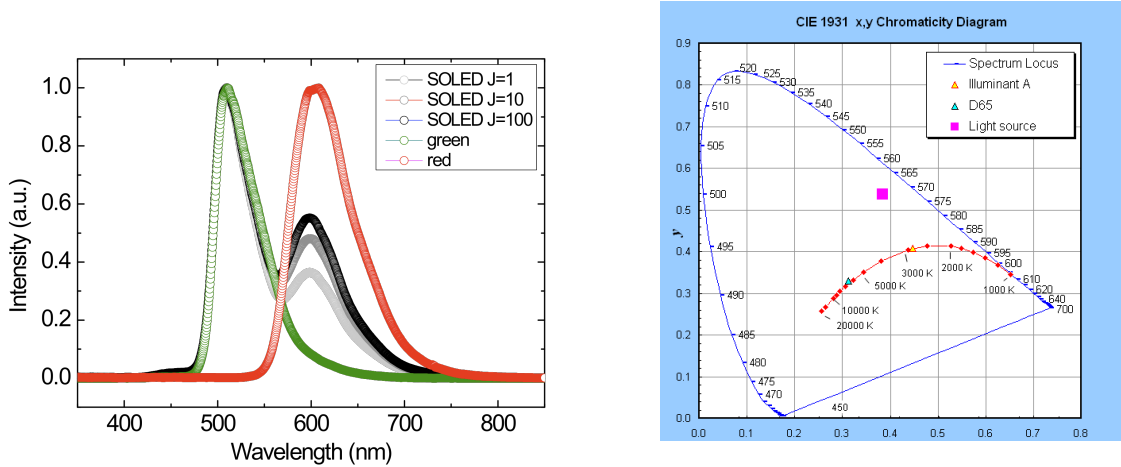 1.0
0.8
0.6
0.4
0.2
0.0
Intensity (a.u.)
400 500 600 700 800
Wavelength (nm)
SOLED J=1
SOLED J=10
SOLED J=100
green
red
CIE 1931 x,y Chromaticity Diagram
0.9
0.8
0.7
0.6
0.5
0.4
0.3
0.2
0.1
0.0
y
0.0 0.1 0.2 0.3 0.4 0.5 0.6 0.7 0.8
Spectrum Locus
Illuminant A
D65
Light source
520
525
515
530
535
510
540
545
550
505
555
560
565
500
570
575
580
495
585
590
595
600
610
620
490
640
700
485
480
475
470
450
1000 K
2000 K
3000 K
5000 K
10000 K
20000 K